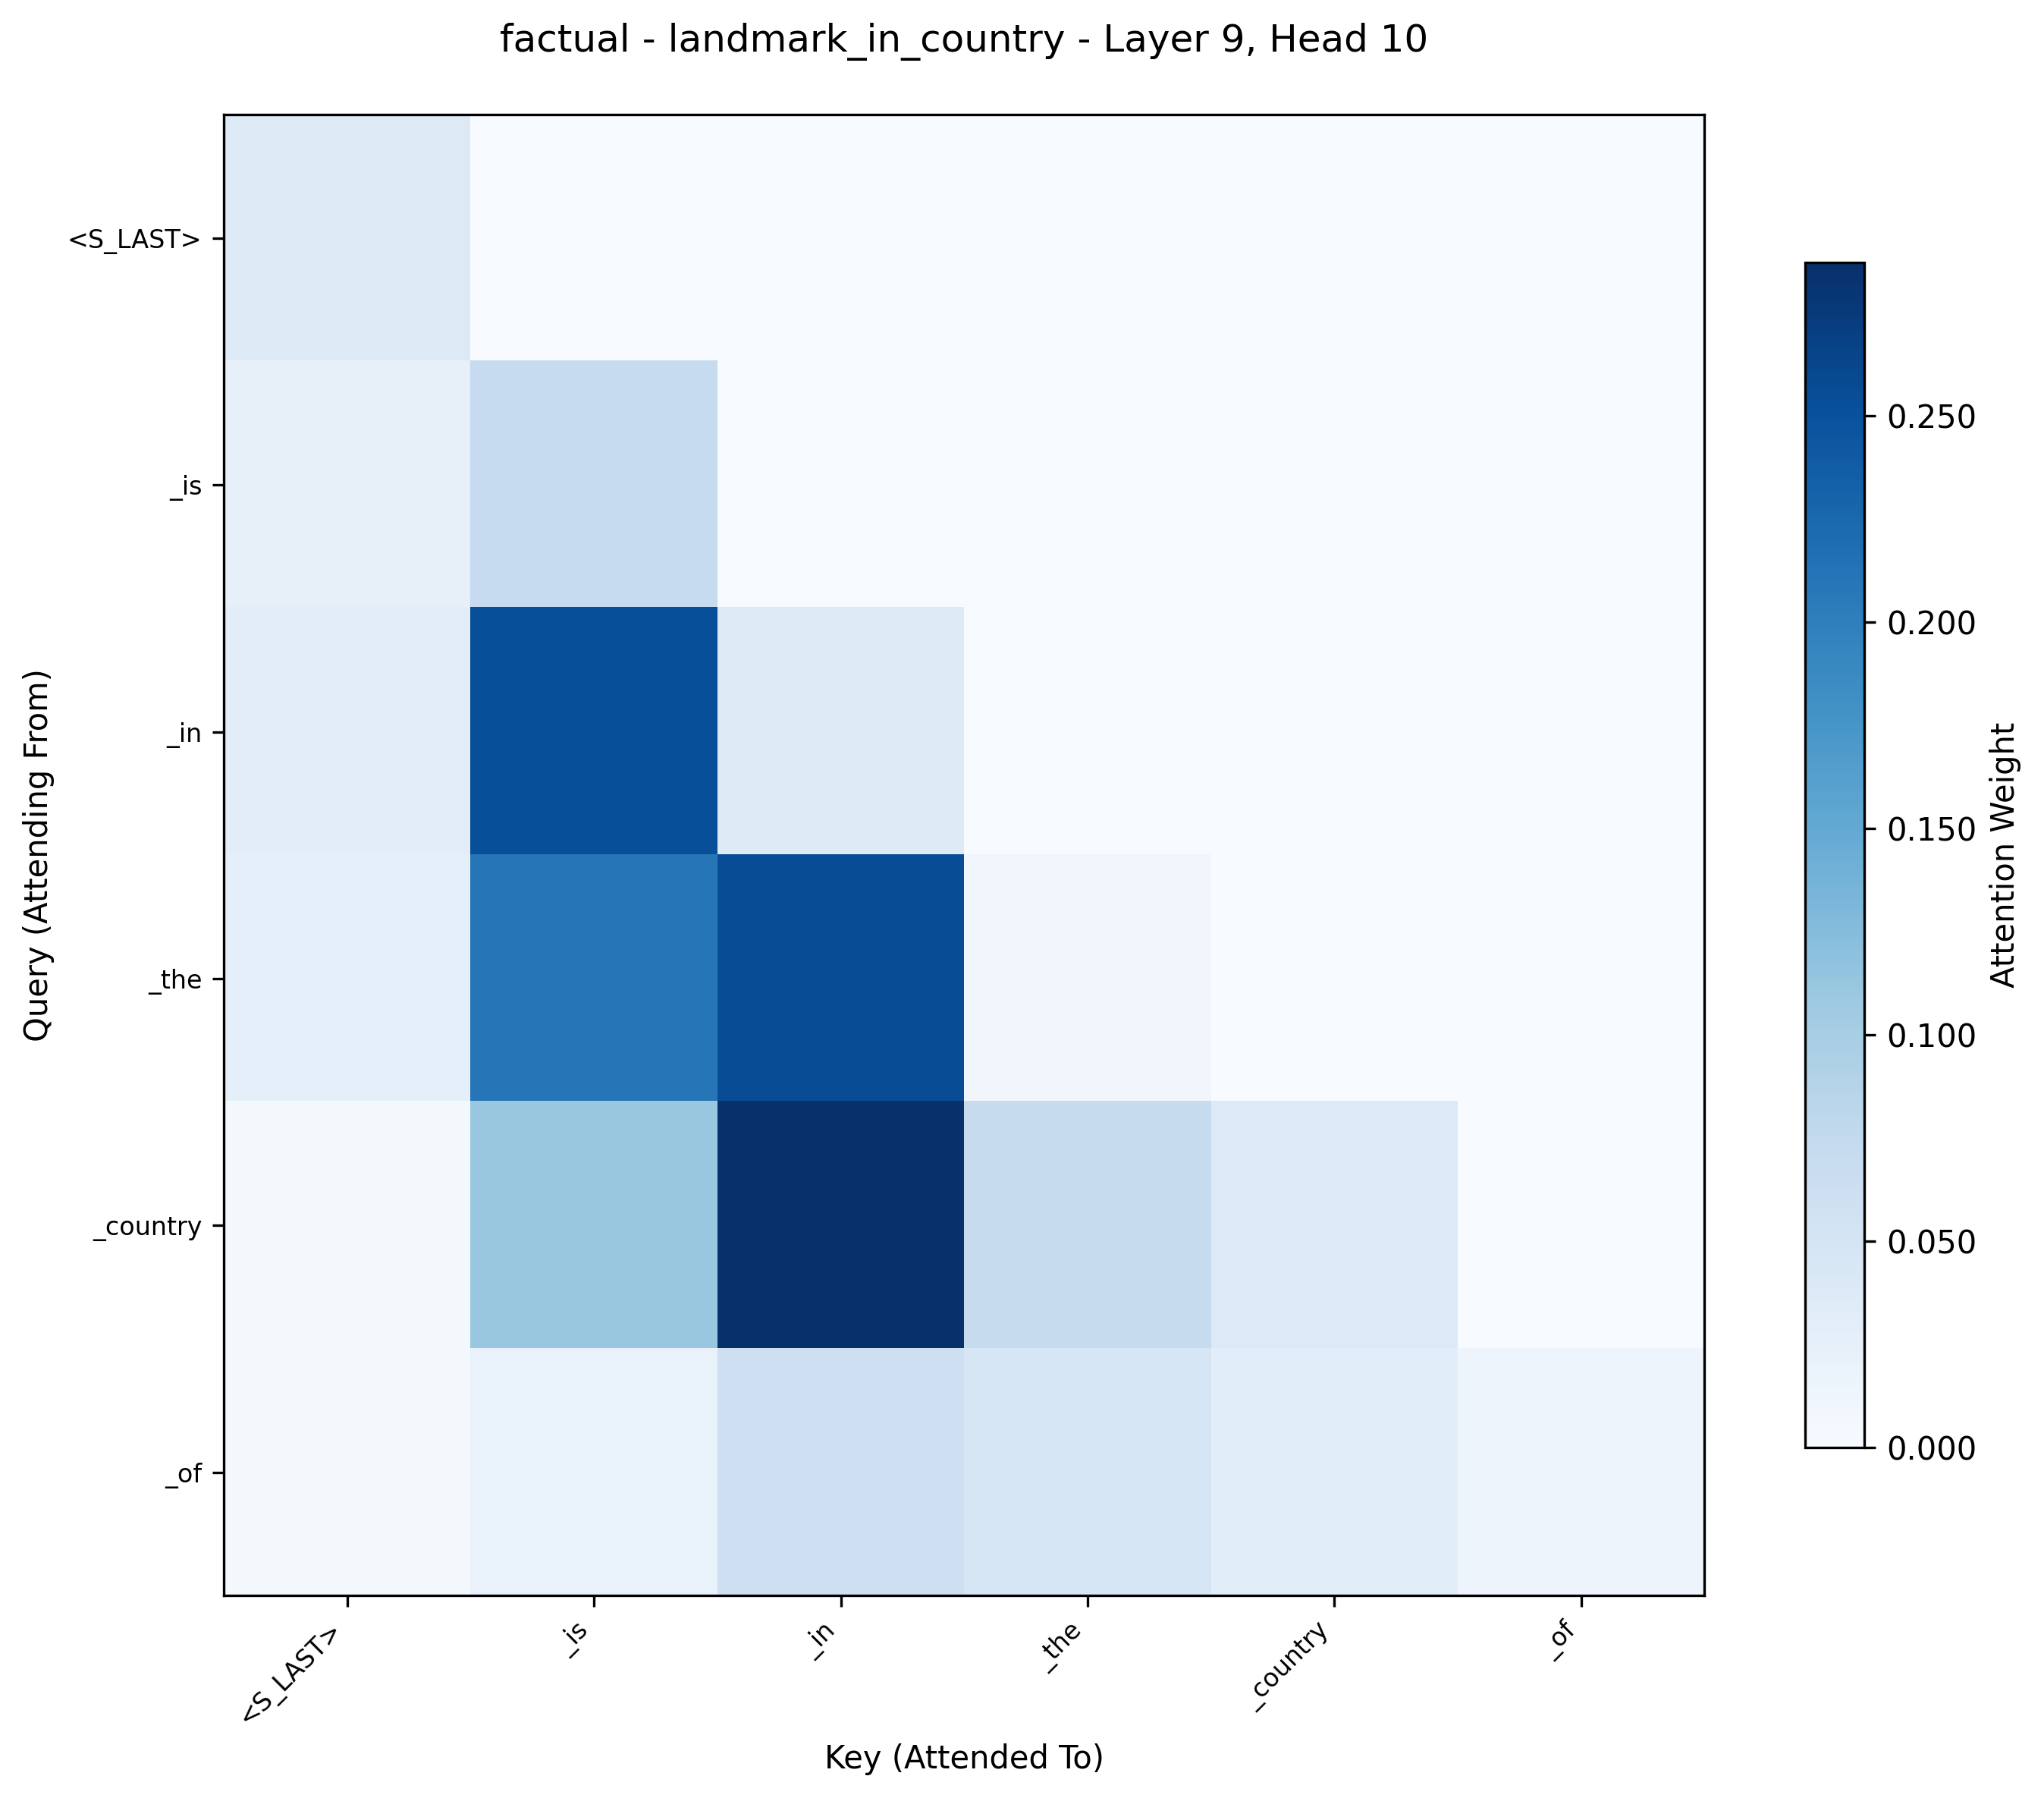 factual - landmark_in_country - Layer 9, Head 10
Query (Attending From)
<S_LAST>
_is
_in
_the
_country
_of
<S_LAST>
_is
_in
_the
_country
_of
Key (Attended To)
0.250
0.200
0.150
0.100
0.050
0.000
Attention Weight